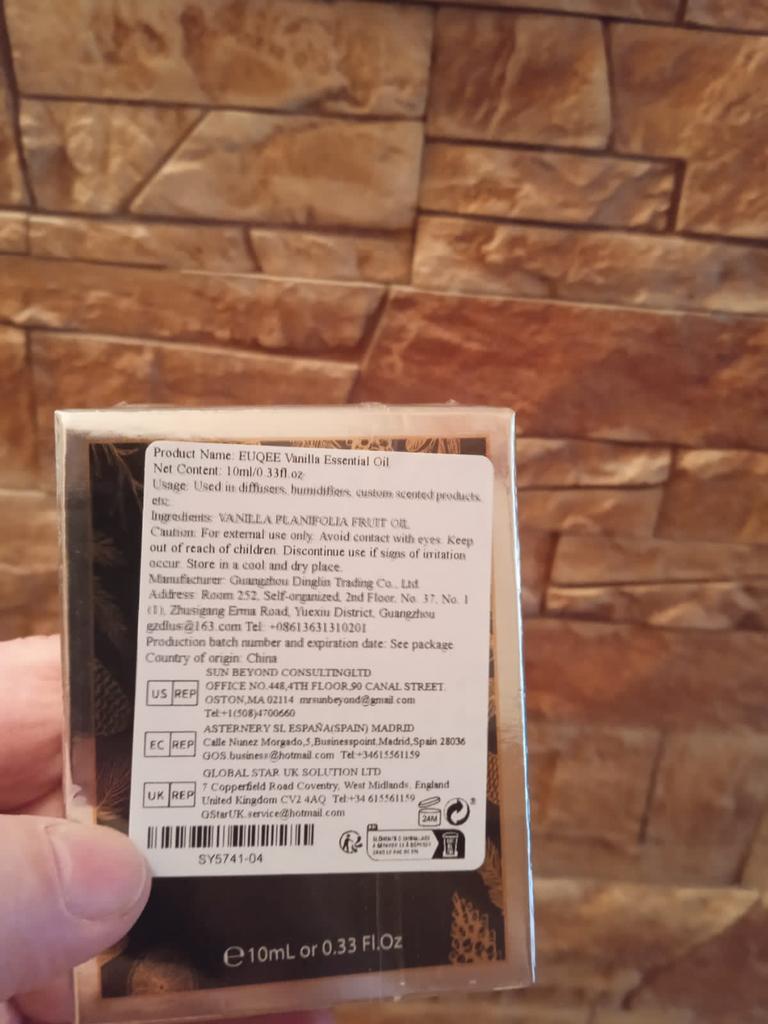 Product Name: EUQEE Vanilla Essential Oil
Net Content: 10ml/0.33fl.oz
Usage: Used in diffusers, humidifiers, custom scented products,
etc.
Ingredients: VANILLA PLANIFOLIA FRUIT OIL
Caution: For external use only. Avoid contact with eyes. Keep
out of reach of children. Discontinue use if signs of irritation
occur. Store in a cool and dry place.
Manufacturer: Guangzhou Dinglin Trading Co., Ltd.
Address: Room 252, Self-organized, 2nd Floor, No. 37, No. 1
(1), Zhusigang Erma Road, Yuexiu District, Guangzhou
gzdlus@163.com Tel: +08613631310201
Production batch number and expiration date: See package
Country of origin: China
SUN BEYOND CONSULTINGLTD
US REP OFFICE NO.448,4TH FLOOR,90 CANAL STREET.
OSTON,MA 02114 mrsunbeyond@gmail.com
Tel:+1(508)4700660
ASTERNERY SL ESPAÑA(SPAIN) MADRID
EC REP Calle Nunez Morgado,5,Businesspoint,Madrid,Spain 28036
GOS.business@hotmail.com Tel:+34615561159
GLOBAL STAR UK SOLUTION LTD
UK REP 7 Copperfield Road Coventry, West Midlands, England
United Kingdom CV2 4AQ Tel:+34 615561159
GStarUK.service@hotmail.com
24M
SY5741-04
e 10mL or 0.33 Fl.Oz